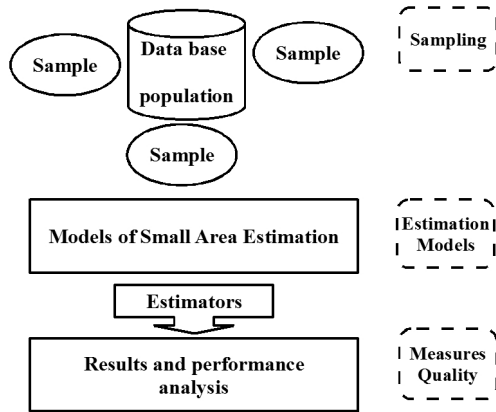 Data base
population
Sample
Sample
Sample
Sampling
Models of Small Area Estimation
Estimation
Models
Estimators
Results and performance
analysis
Measures
Quality